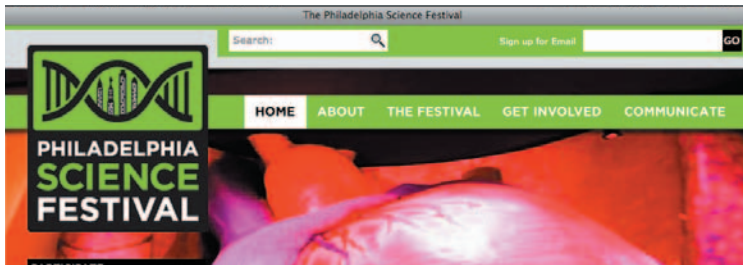 The Philadelphia Science Festival
Search:
Sign up for Email
GO
HOME ABOUT THE FESTIVAL GET INVOLVED COMMUNICATE
PHILADELPHIA
SCIENCE
FESTIVAL